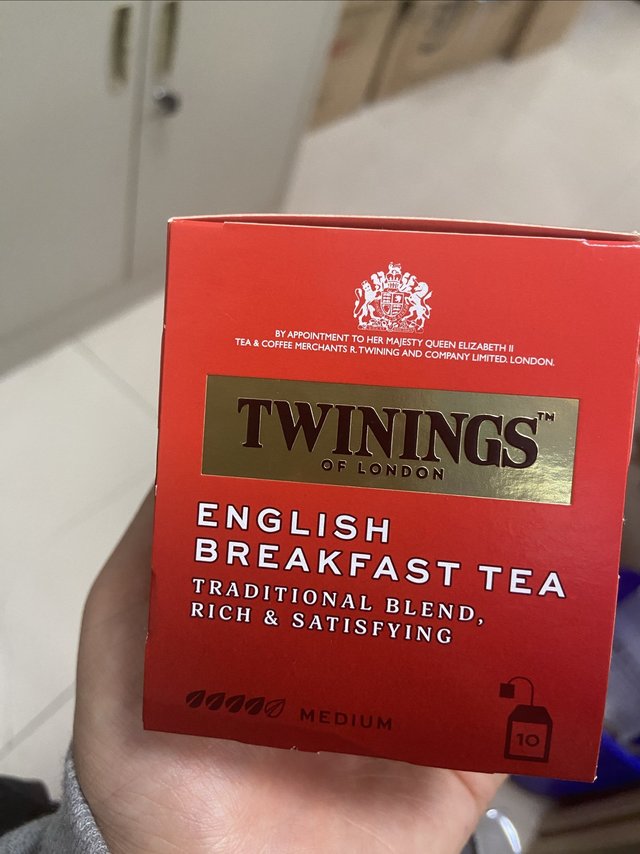 BY APPOINTMENT TO HER MAJESTY QUEEN ELIZABETH II
TEA & COFFEE MERCHANTS R. TWINING AND COMPANY LIMITED. LONDON.
TWININGS™
OF LONDON
ENGLISH
BREAKFAST TEA
TRADITIONAL BLEND,
RICH & SATISFYING
MEDIUM
10